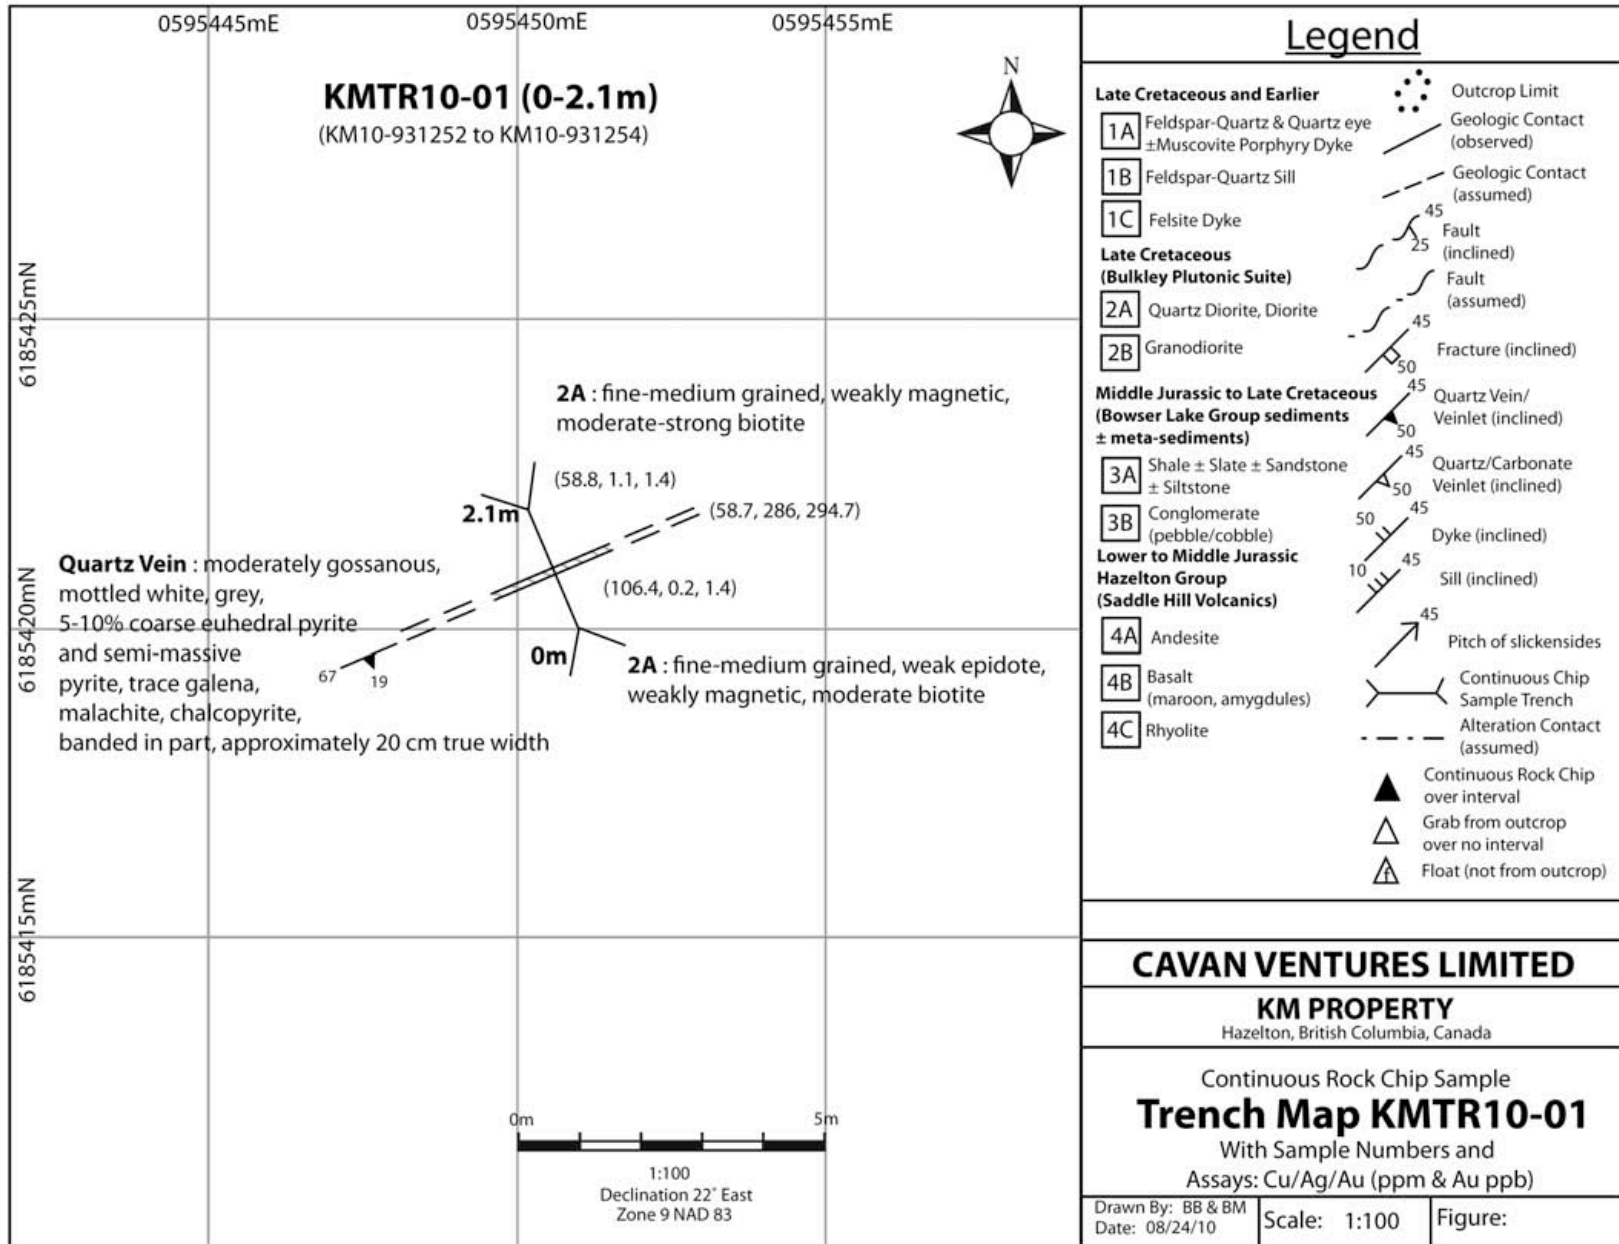 0595445mE
0595450mE
0595455mE
KMTR10-01 (0-2.1m)
(KM10-931252 to KM10-931254)
N
6185425mN
6185420mN
6185415mN
2A : fine-medium grained, weakly magnetic,
moderate-strong biotite
(58.8, 1.1, 1.4)
2.1m
(58.7, 286, 294.7)
Quartz Vein : moderately gossanous,
mottled white, grey,
5-10% coarse euhedral pyrite
and semi-massive
pyrite, trace galena,
malachite, chalcopyrite,
banded in part, approximately 20 cm true width
(106.4, 0.2, 1.4)
0m
67
19
2A : fine-medium grained, weak epidote,
weakly magnetic, moderate biotite
0m
5m
1:100
Declination 22˚ East
Zone 9 NAD 83
Legend
Late Cretaceous and Earlier
1A Feldspar-Quartz & Quartz eye
±Muscovite Porphyry Dyke
1B Feldspar-Quartz Sill
1C Felsite Dyke
Late Cretaceous
(Bulkley Plutonic Suite)
2A Quartz Diorite, Diorite
2B Granodiorite
Middle Jurassic to Late Cretaceous
(Bowser Lake Group sediments
± meta-sediments)
3A Shale ± Slate ± Sandstone
± Siltstone
3B Conglomerate
(pebble/cobble)
Lower to Middle Jurassic
Hazelton Group
(Saddle Hill Volcanics)
4A Andesite
4B Basalt
(maroon, amygdules)
4C Rhyolite
Outcrop Limit
Geologic Contact
(observed)
Geologic Contact
(assumed)
45
25
Fault
(inclined)
Fault
(assumed)
45
50
Fracture (inclined)
45
50
Quartz Vein/
Veinlet (inclined)
45
50
Quartz/Carbonate
Veinlet (inclined)
50
45
Dyke (inclined)
10
45
Sill (inclined)
45
Pitch of slickensides
Continuous Chip
Sample Trench
Alteration Contact
(assumed)
Continuous Rock Chip
over interval
Grab from outcrop
over no interval
f
Float (not from outcrop)
CAVAN VENTURES LIMITED
KM PROPERTY
Hazelton, British Columbia, Canada
Continuous Rock Chip Sample
Trench Map KMTR10-01
With Sample Numbers and
Assays: Cu/Ag/Au (ppm & Au ppb)
Drawn By: BB & BM
Date: 08/24/10
Scale: 1:100
Figure: